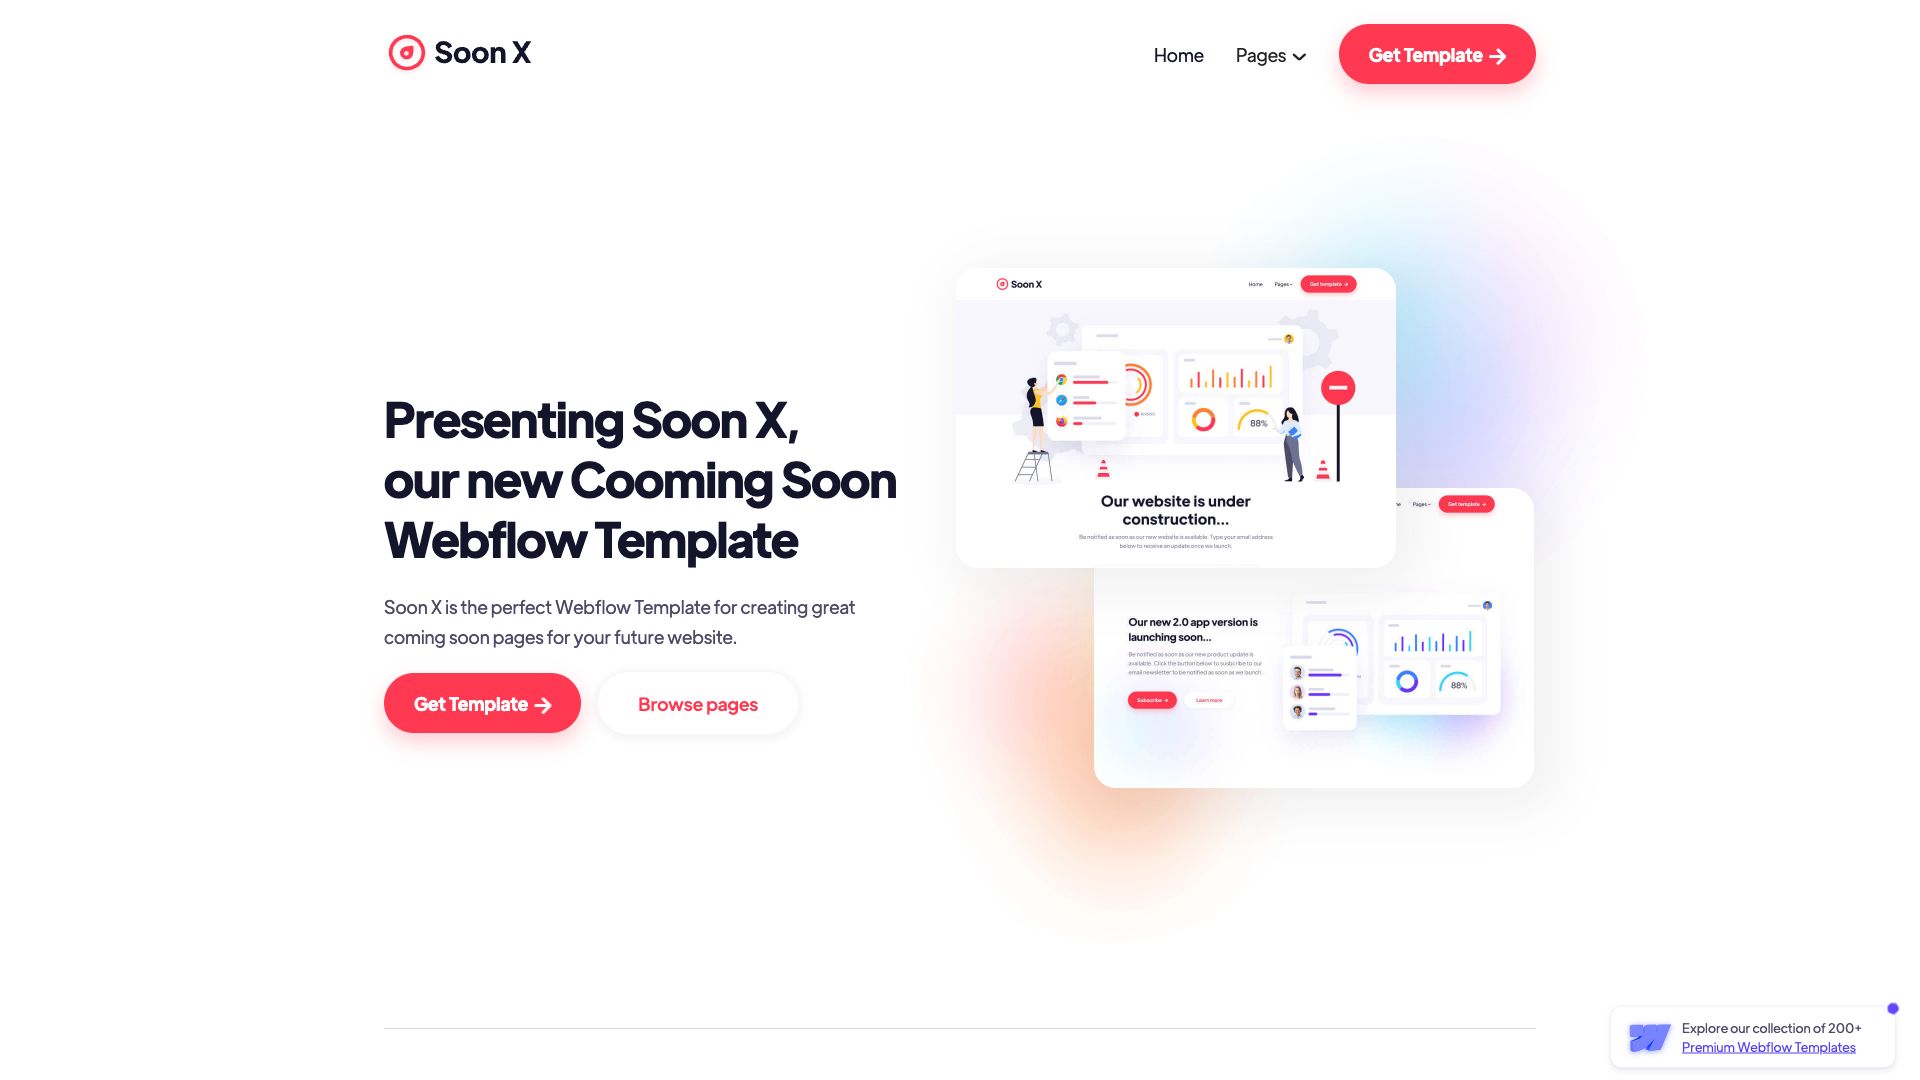 Soon X
Home
Pages
Get Template →
Presenting Soon X,
our new Cooming Soon
Webflow Template
Soon X is the perfect Webflow Template for creating great
coming soon pages for your future website.
Get Template →
Browse pages
Soon X
Home
Pages
Get template →
88%
Our website is under
construction...
Be notified as soon as our new website is available. Type your email address
below to receive an update once we launch.
Pages
Get template →
Our new 2.0 app version is
launching soon...
Be notified as soon as our new product update is
available. Click the button below to susbcribe to our
email newsletter to be notified as soon as we launch.
Subscribe →
Learn more
88%
Explore our collection of 200+
Premium Webflow Templates